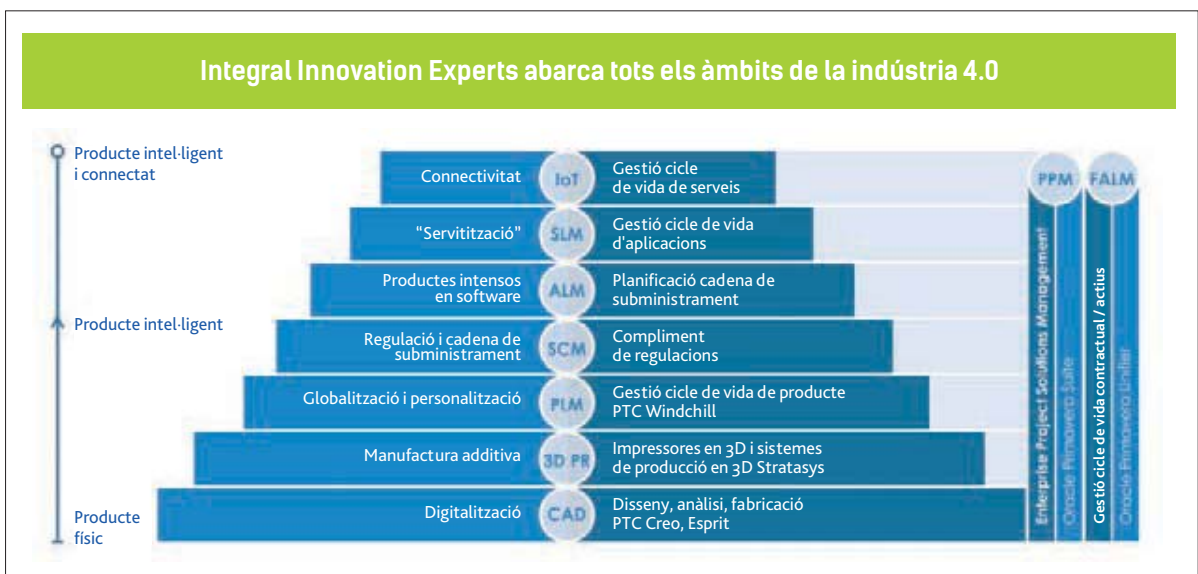 Integral Innovation Experts abarca tots els àmbits de la indústria 4.0
Producte intel·ligent
i connectat
Connectivitat
IoT
Gestió cicle
de vida de serveis
"Servitització"
SLM
Gestió cicle de vida
d'aplicacions
Productes intensos
en software
ALM
Planificació cadena de
subministrament
Producte intel·ligent
Regulació i cadena de
subministrament
SCM
Compliment
de regulacions
Globalització i personalització
PLM
Gestió cicle de vida de producte
PTC Windchill
Manufactura additiva
3D PR
Impressores en 3D i sistemes
de producció en 3D Stratasys
Producte
físic
Digitalització
CAD
Disseny, anàlisi, fabricació
PTC Creo, Esprit
PPM
Enterprise Project Solutions Management
Oracle Primavera Suite
FALM
Gestió cicle de vida contractual / actius
Oracle Primavera Unifier